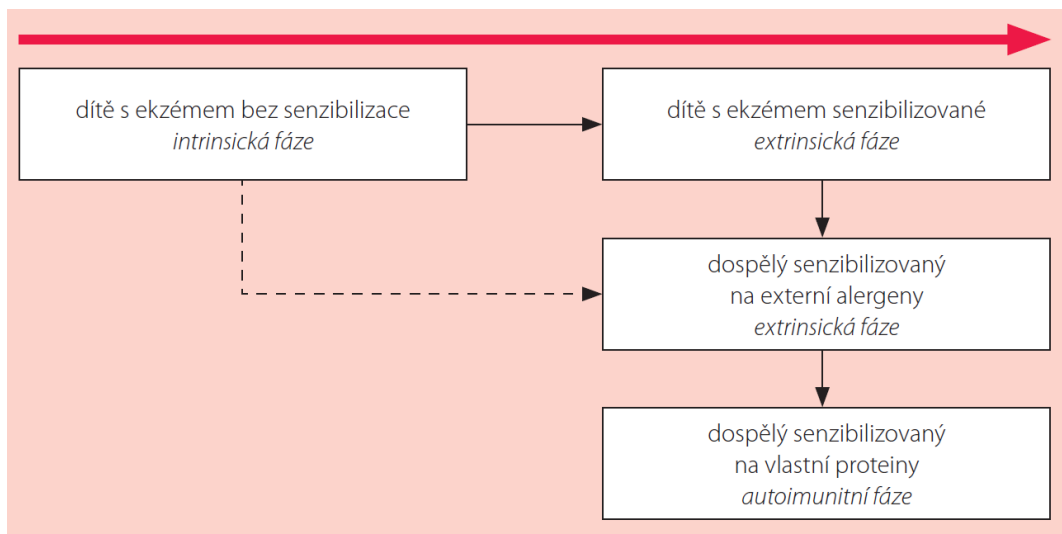 dítě s ekzémem bez senzibilizace
intrinsická fáze
dítě s ekzémem senzibilizované
extrinsická fáze
dospělý senzibilizovaný
na externí alergeny
extrinsická fáze
dospělý senzibilizovaný
na vlastní proteiny
autoimunitní fáze